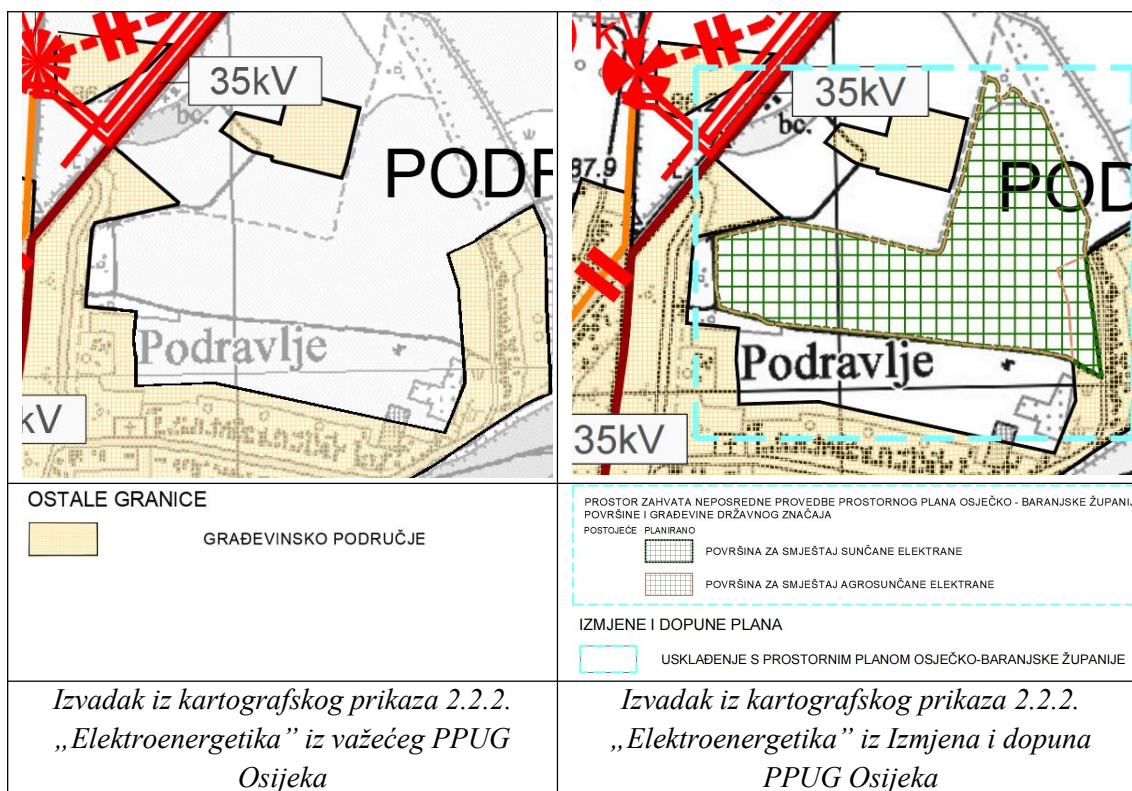 35kV
bc.
PODR
Podravlje
kV
35kV
bc.
87.9
POD
Podravlje
35kV
OSTALE GRANICE
GRAĐEVINSKO PODRUČJE
PROSTOR ZAHVATA NEPOSREDNE PROVEDBE PROSTORNOG PLANA OSJEČKO - BARANJSKE ŽUPANIJ
POVRŠINE I GRAĐEVINE DRŽAVNOG ZNAČAJA
POSTOJEĆE PLANIRANO
POVRŠINA ZA SMJEŠTAJ SUNČANE ELEKTRANE
POVRŠINA ZA SMJEŠTAJ AGROSUNČANE ELEKTRANE
IZMJENE I DOPUNE PLANA
USKLAĐENJE S PROSTORNIM PLANOM OSJEČKO-BARANJSKE ŽUPANIJE
Izvadak iz kartografskog prikaza 2.2.2.
„Elektroenergetika” iz važećeg PPUG
Osijeka
Izvadak iz kartografskog prikaza 2.2.2.
„Elektroenergetika” iz Izmjena i dopuna
PPUG Osijeka